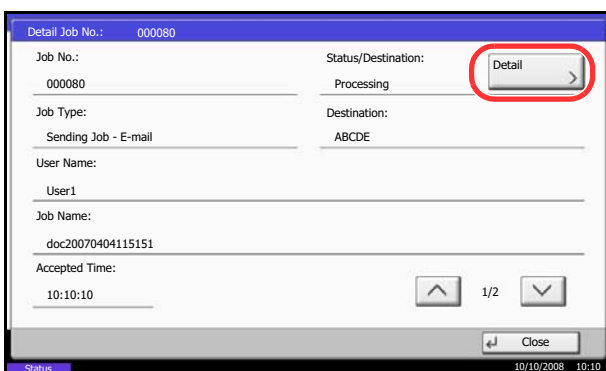 Detail Job No.: 000080
Job No.: Status/Destination: Detail
000080 Processing
Job Type: Destination:
Sending Job - E-mail ABCDE
User Name:
User1
Job Name:
doc20070404115151
Accepted Time:
10:10:10 1/2
Close
Status 10/10/2008 10:10